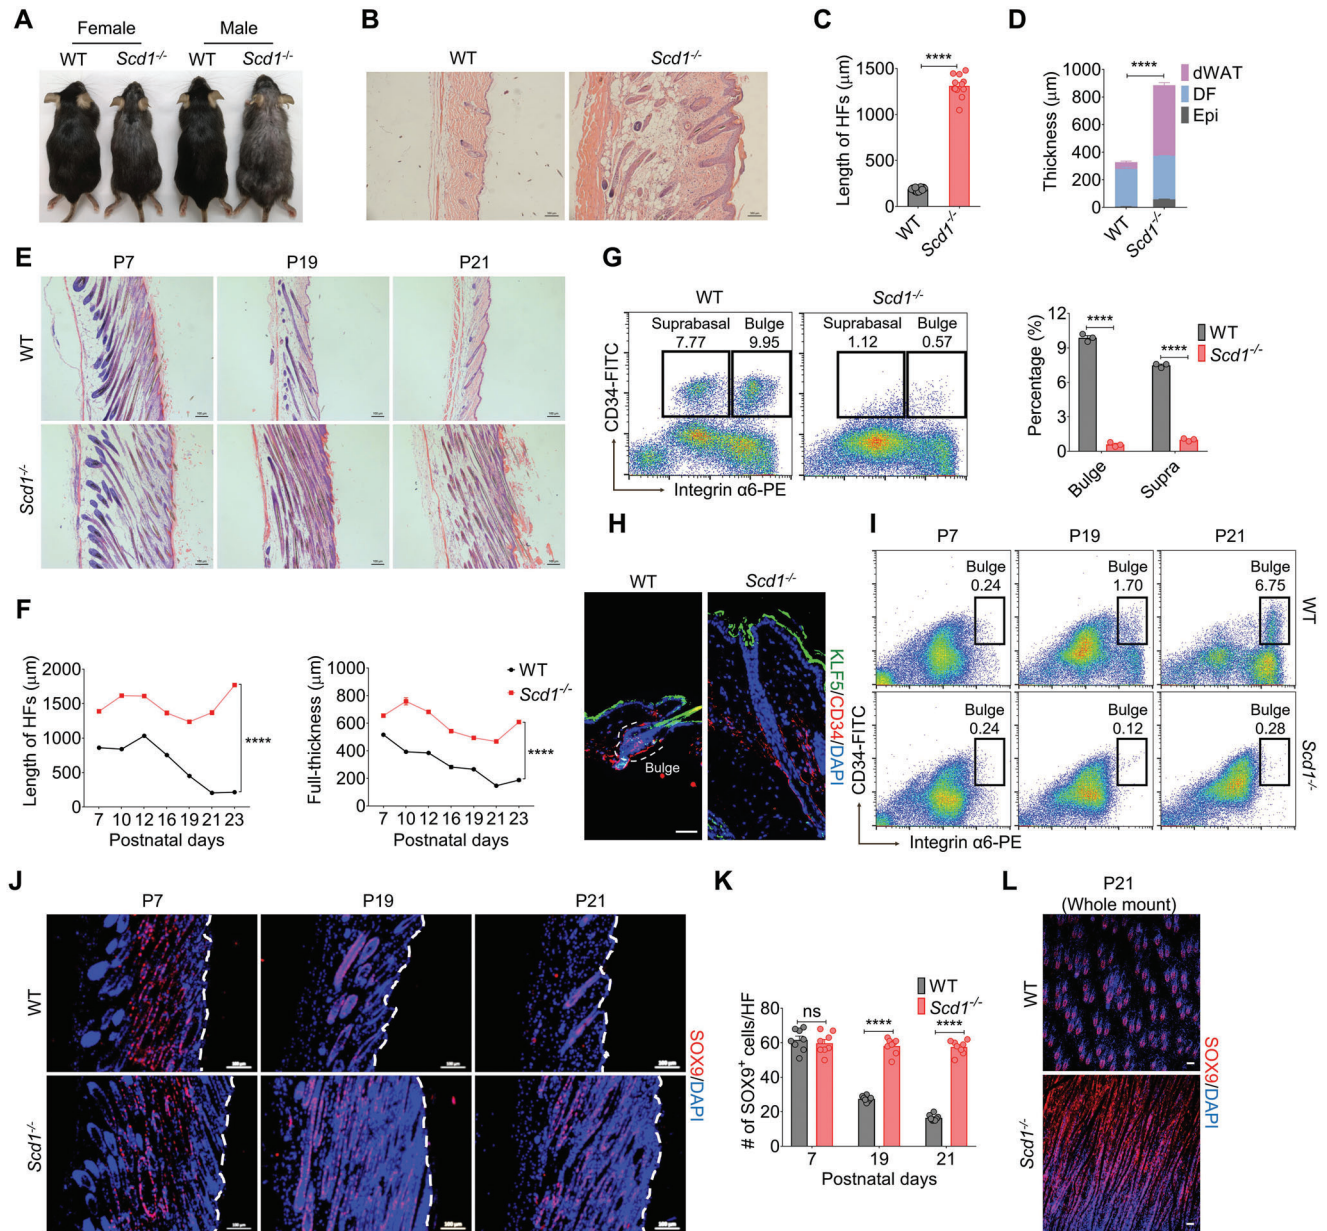 A
Female
Male
WT
Scd1-/-
WT
Scd1-/-
B
WT
Scd1-/-
C
Length of HFs (μm)
1500
1000
500
0
****
WT
Scd1-/-
D
Thickness (μm)
1000
800
600
400
200
0
****
dWAT
DF
Epi
WT
Scd1-/-
E
P7
P19
P21
WT
Scd1-/-
F
Length of HFs (μm)
2000
1500
1000
500
0
****
7 10 12 16 19 21 23
Postnatal days
Full-thickness (μm)
1000
800
600
400
200
0
WT
Scd1-/-
****
7 10 12 16 19 21 23
Postnatal days
G
WT
Scd1-/-
Suprabasal
7.77
Bulge
9.95
Suprabasal
1.12
Bulge
0.57
CD34-FITC
Integrin α6-PE
Percentage (%)
12
9
6
3
0
****
****
WT
Scd1-/-
Bulge
Supra
H
WT
Scd1-/-
Bulge
KLF5/CD34/DAPI
I
P7
P19
P21
Bulge
0.24
Bulge
1.70
Bulge
6.75
WT
Bulge
0.24
Bulge
0.12
Bulge
0.28
Scd1-/-
CD34-FITC
Integrin α6-PE
J
P7
P19
P21
WT
Scd1-/-
SOX9/DAPI
K
# of SOX9+ cells/HF
80
60
40
20
0
WT
Scd1-/-
ns
****
****
7
19
21
Postnatal days
L
P21
(Whole mount)
WT
Scd1-/-
SOX9/DAPI